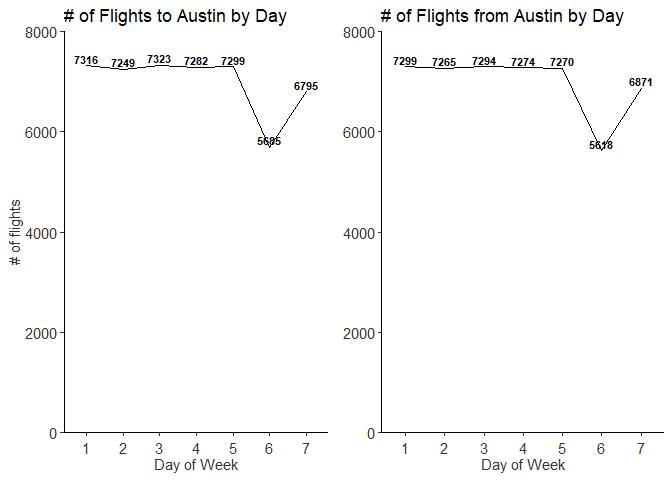 # of Flights to Austin by Day
8000
6000
4000
2000
0
# of flights
7316 7249 7323 7282 7299 5685 6795
1 2 3 4 5 6 7
Day of Week
# of Flights from Austin by Day
8000
6000
4000
2000
0
7299 7265 7294 7274 7270 5618 6871
1 2 3 4 5 6 7
Day of Week